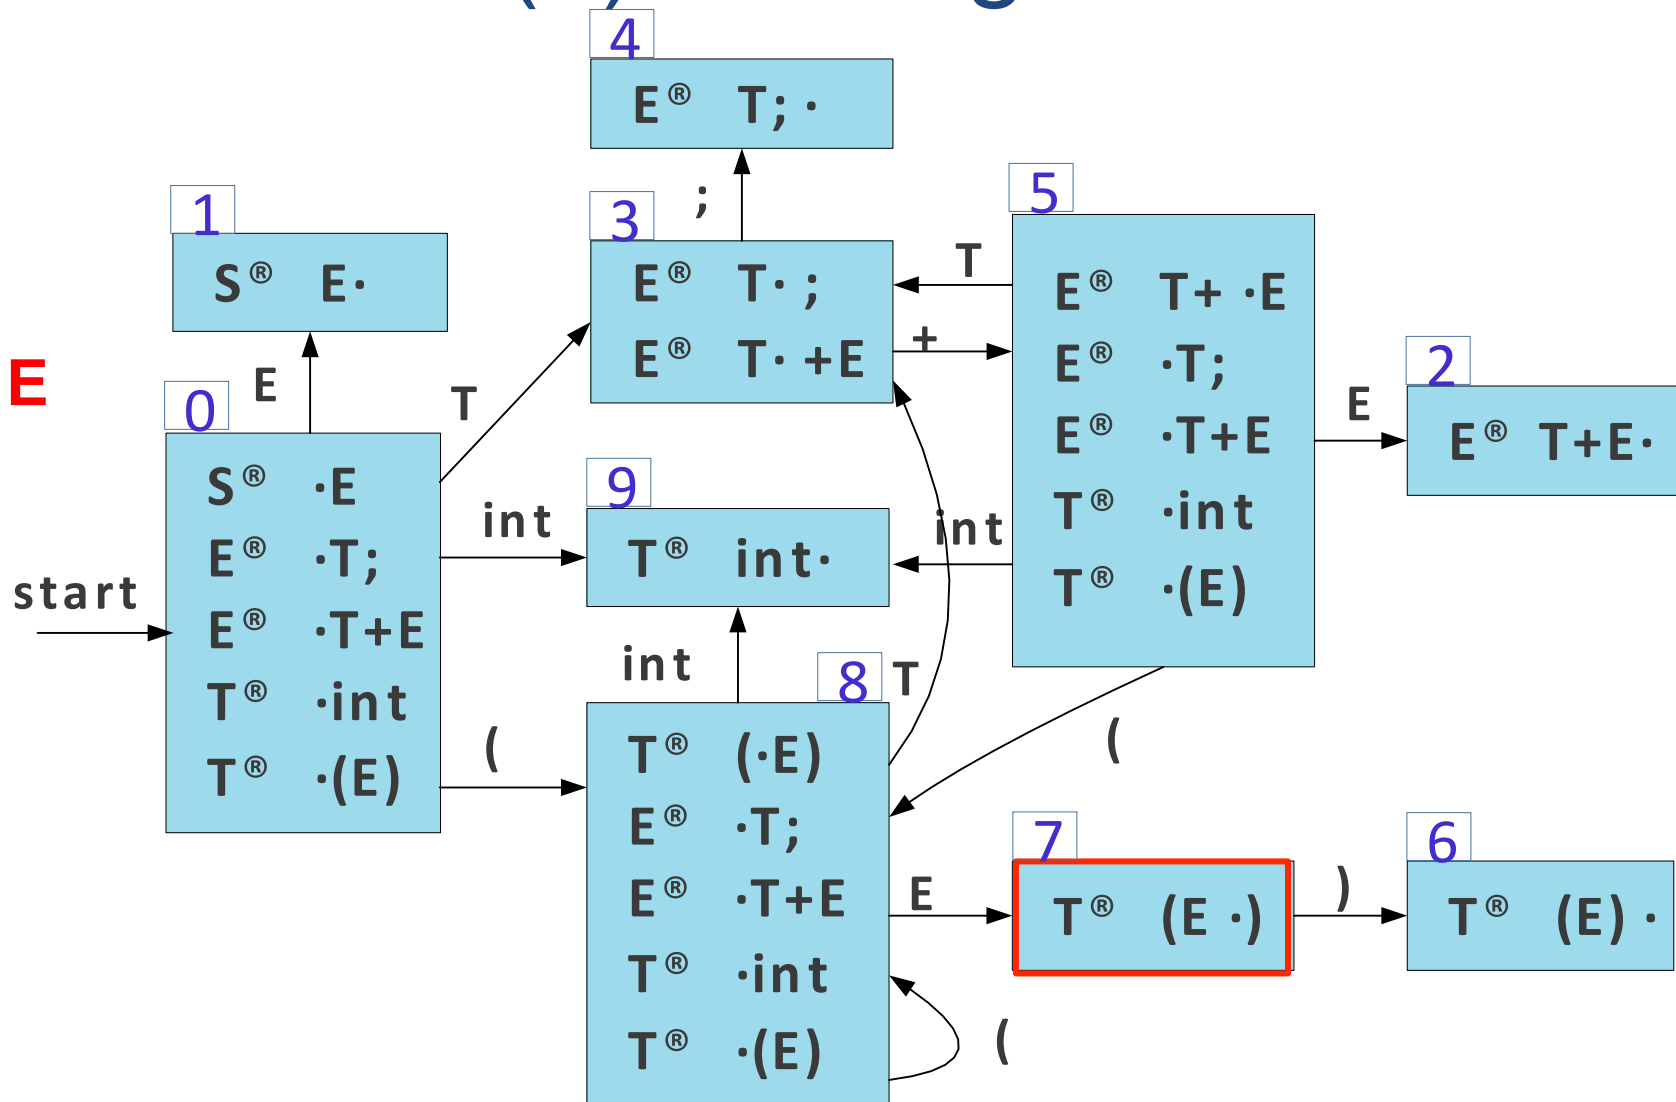 4
E® T; ·
;
1
S® E·
3
E® T· ;
E® T· +E
T
+
5
E® T+ ·E
E® ·T;
E® ·T+E
T® ·int
T® ·(E)
E
2
E® T+E·
E
E
T
0
S® ·E
E® ·T;
E® ·T+E
T® ·int
T® ·(E)
start
int
9
T® int·
int
int
(
8
T
T® (·E)
E® ·T;
E® ·T+E
T® ·int
T® ·(E)
(
E
7
T® (E ·)
)
6
T® (E) ·
(